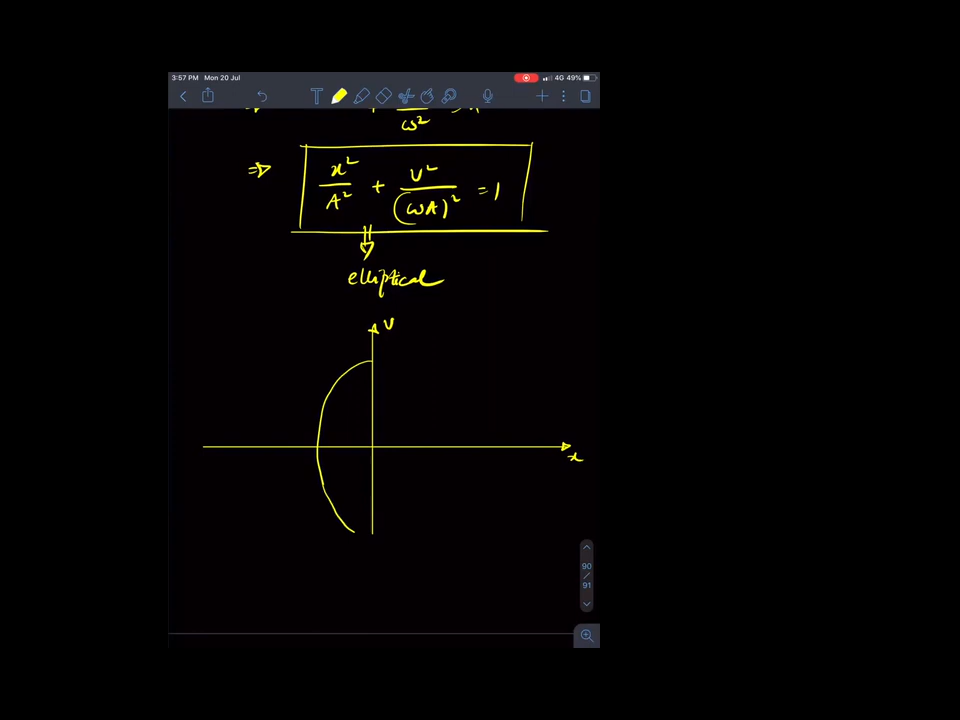 3:57 PM Mon 20 Jul 4G 49%
T
ω²
⇒ x²/A² + v²/(ωA)² = 1
elliptical
v
x
90
/
91